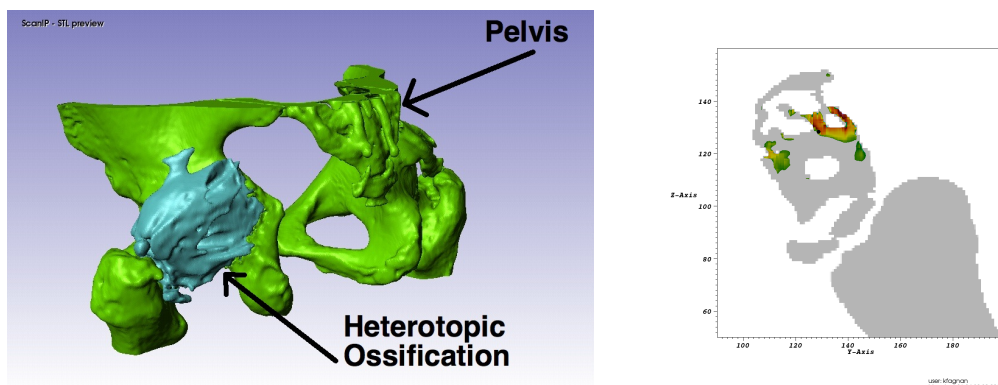 ScanIP - STL preview
Pelvis
Heterotopic
Ossification
140
120
Z-Axis
100
80
60
100 120 140 160 180
Y-Axis
user: kfagnan